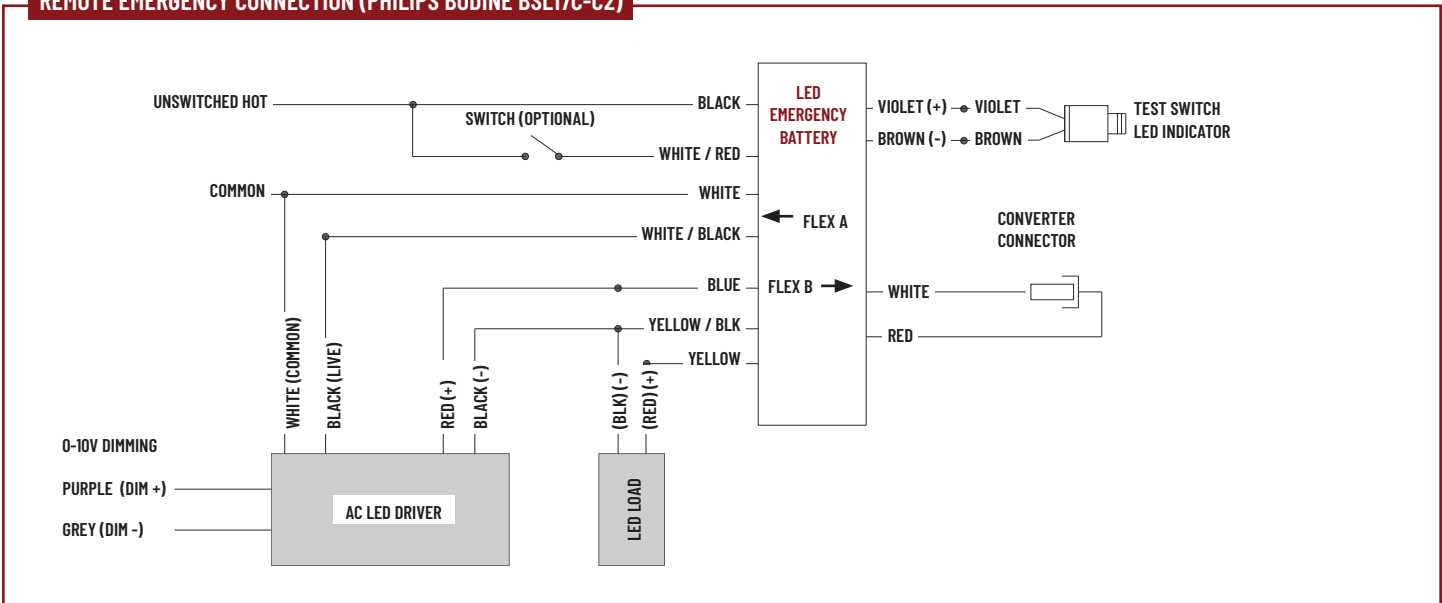 REMOTE EMERGENCY CONNECTION (PHILIPS BODINE BSL17C-C2)
UNSWITCHED HOT
BLACK
SWITCH (OPTIONAL)
WHITE / RED
COMMON
WHITE
WHITE / BLACK
BLUE
YELLOW / BLK
YELLOW
LED
EMERGENCY
BATTERY
FLEX A
FLEX B
VIOLET (+)
VIOLET
BROWN (-)
BROWN
TEST SWITCH
LED INDICATOR
CONVERTER
CONNECTOR
WHITE
RED
WHITE (COMMON)
BLACK (LIVE)
RED (+)
BLACK (-)
(BLK) (-)
(RED) (+)
0-10V DIMMING
PURPLE (DIM +)
GREY (DIM -)
AC LED DRIVER
LED LOAD